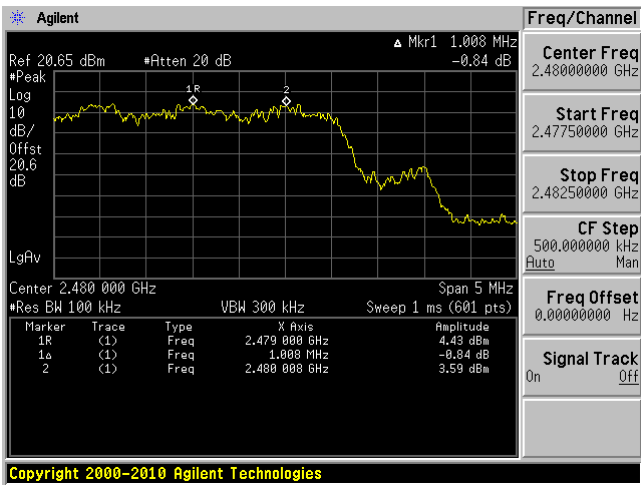 Agilent
Freq/Channel
Δ Mkr1 1.008 MHz
Ref 20.65 dBm #Atten 20 dB -0.84 dB
#Peak
Log
10
dB/
Offst
20.6
dB
LgAv
1R
2
Center 2.480 000 GHz Span 5 MHz
#Res BW 100 kHz VBW 300 kHz Sweep 1 ms (601 pts)
Marker Trace Type X Axis Amplitude
1R (1) Freq 2.479 000 GHz 4.43 dBm
1Δ (1) Freq 1.008 MHz -0.84 dB
2 (1) Freq 2.480 008 GHz 3.59 dBm
Center Freq
2.48000000 GHz
Start Freq
2.47750000 GHz
Stop Freq
2.48250000 GHz
CF Step
500.000000 kHz
Auto Man
Freq Offset
0.00000000 Hz
Signal Track
On Off
Copyright 2000-2010 Agilent Technologies